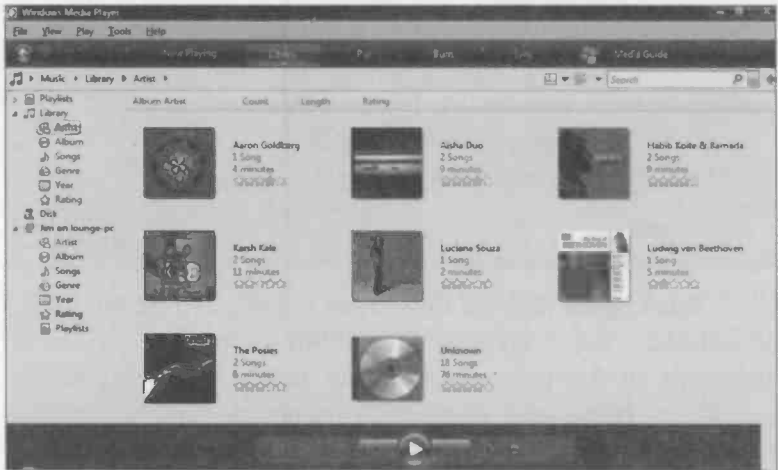 Windows Media Player
File View Play Tools Help
Now Playing Burn Media Guide
Music Library Artist
Search
Playlists
Library
Artist
Album
Songs
Genre
Year
Rating
Disk
Jim on lounge-pc
Artist
Album
Songs
Genre
Year
Rating
Playlists
Album Artist Count Length Rating
Aaron Goldberg
1 Song
4 minutes
Aisha Duo
2 Songs
9 minutes
Habib Koite & Bamada
2 Songs
8 minutes
Karsh Kale
2 Songs
11 minutes
Luciana Souza
1 Song
2 minutes
Ludwig van Beethoven
1 Song
5 minutes
The Posies
2 Songs
6 minutes
Unknown
18 Songs
76 minutes